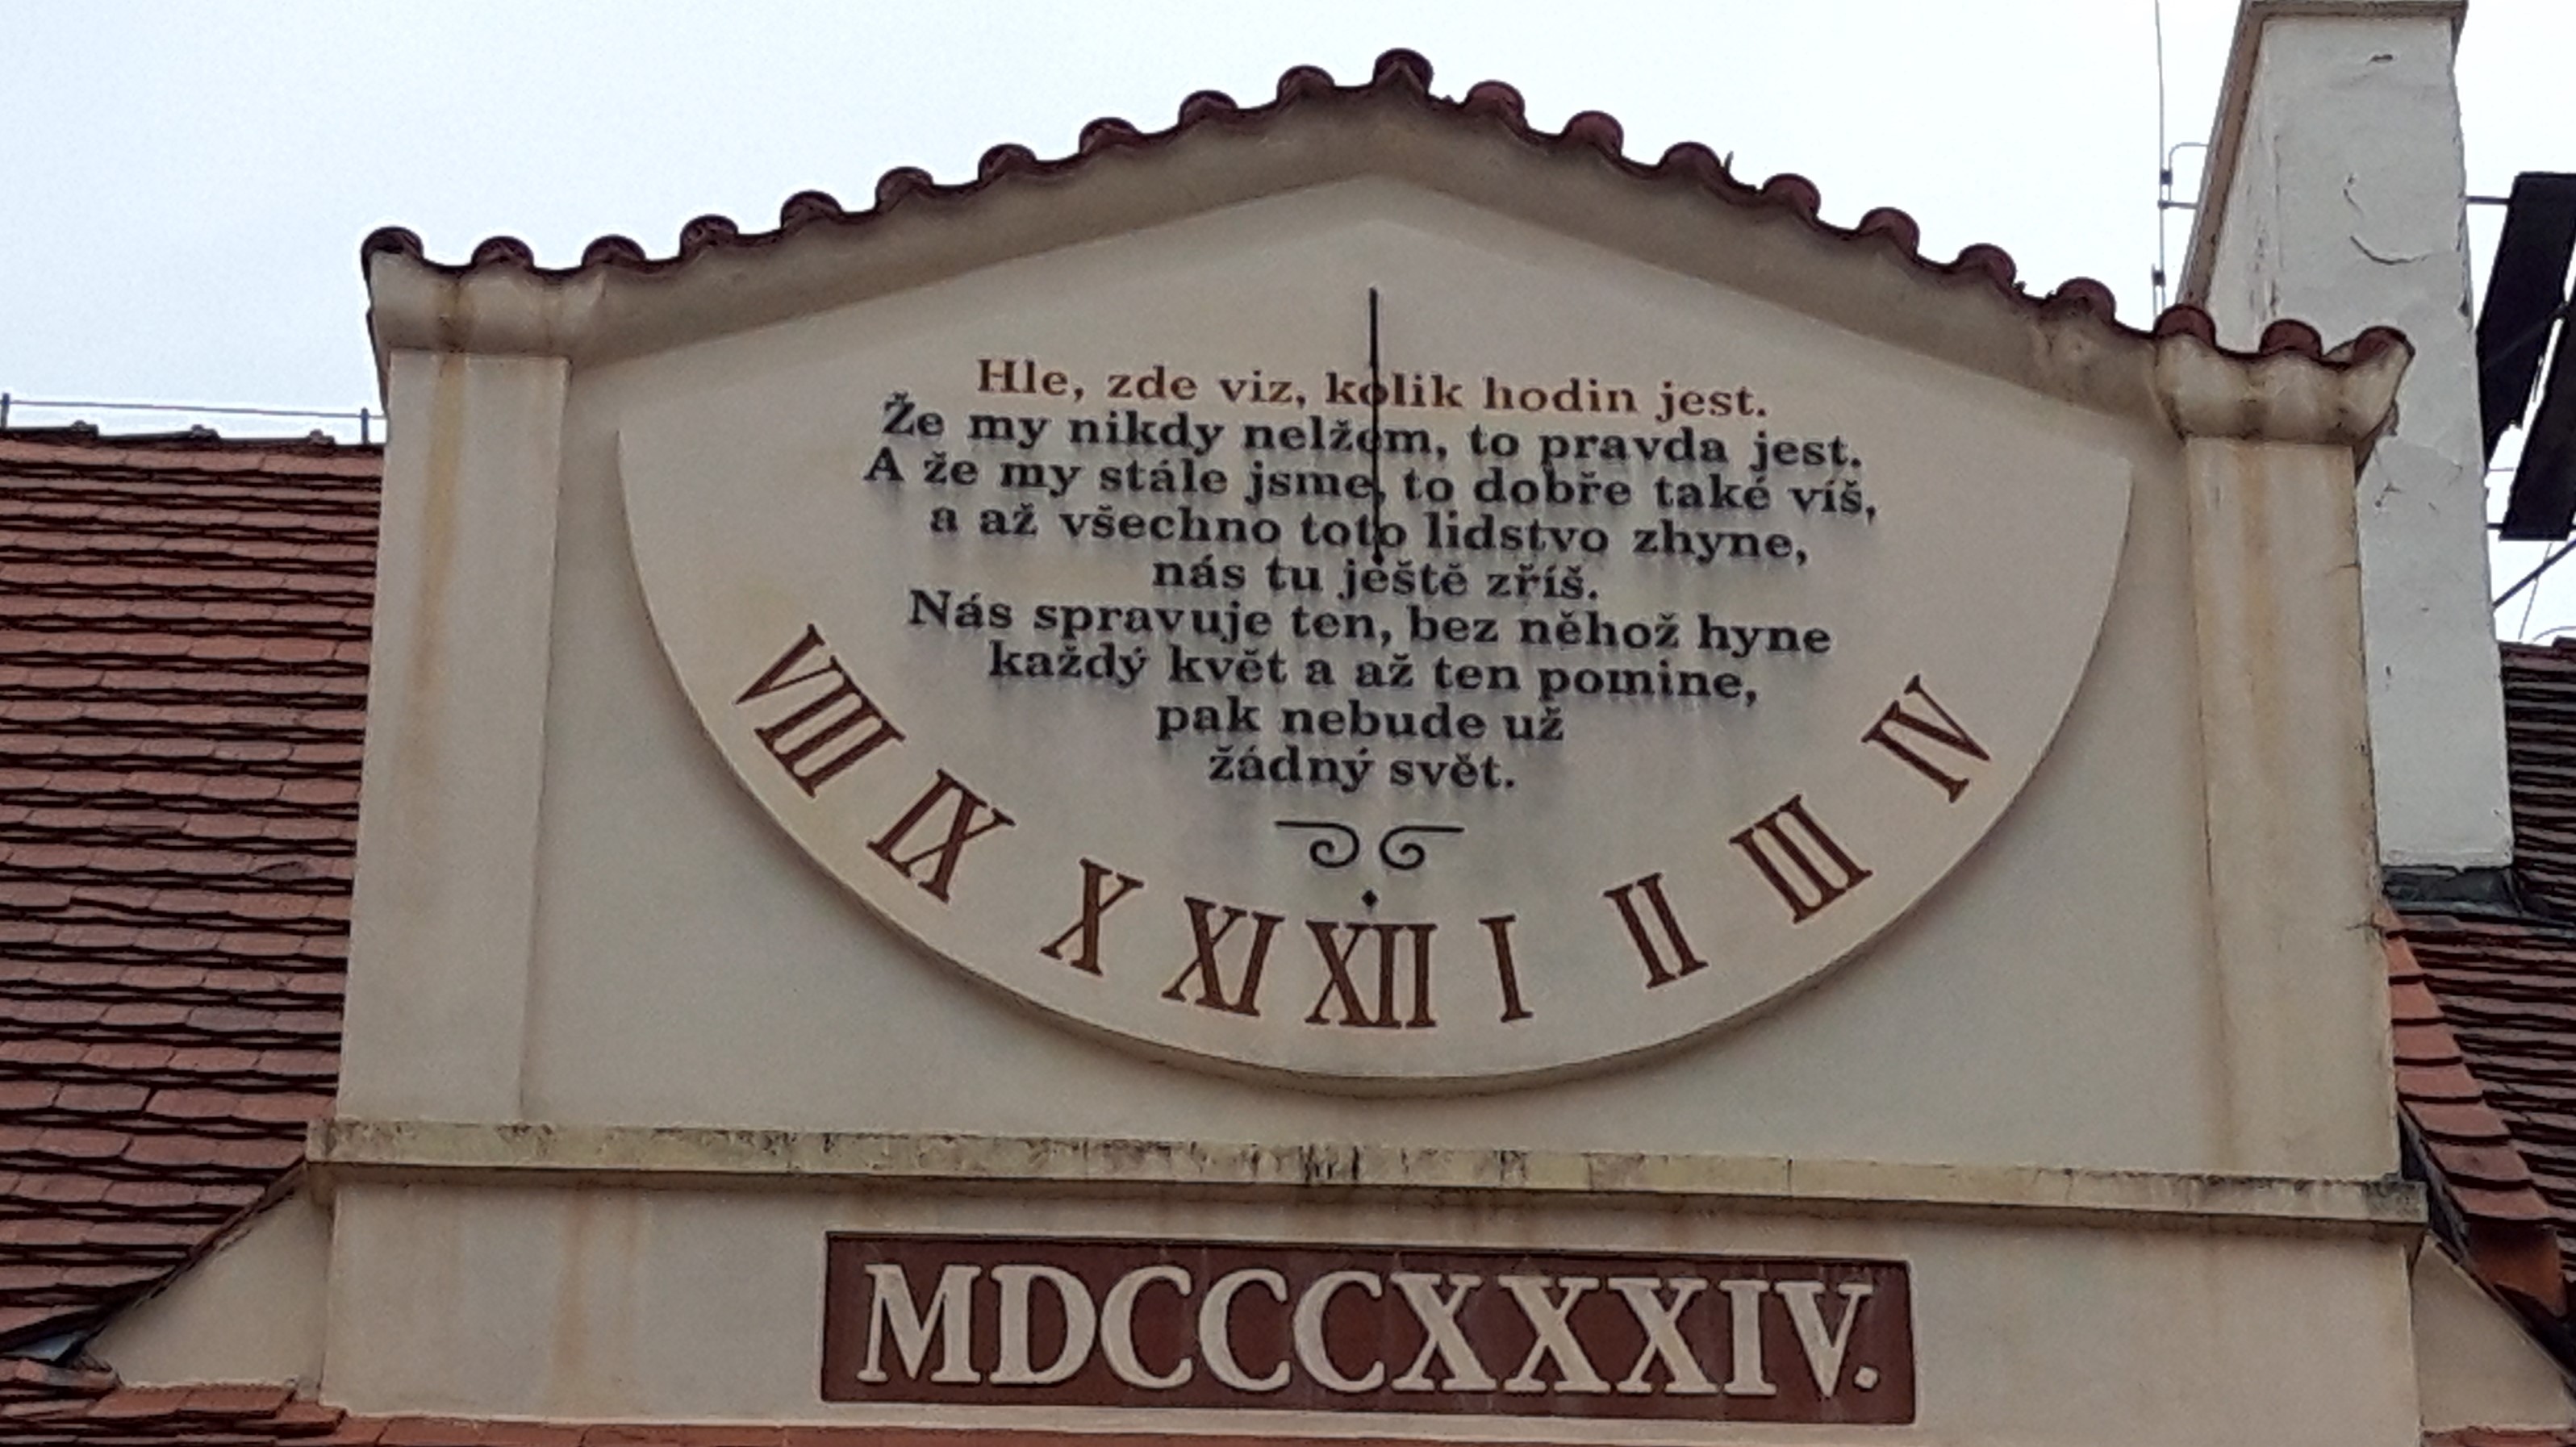 Hle, zde viz, kolik hodin jest.
Že my nikdy nelžem, to pravda jest.
A že my stále jsme, to dobře také víš,
a až všechno toto lidstvo zhyne,
nás tu ještě zříš.
Nás spravuje ten, bez něhož hyne
každý květ a až ten pomine,
pak nebude už
žádný svět.
VIII IX X XI XII I II III IV
MDCCCXXXIV.